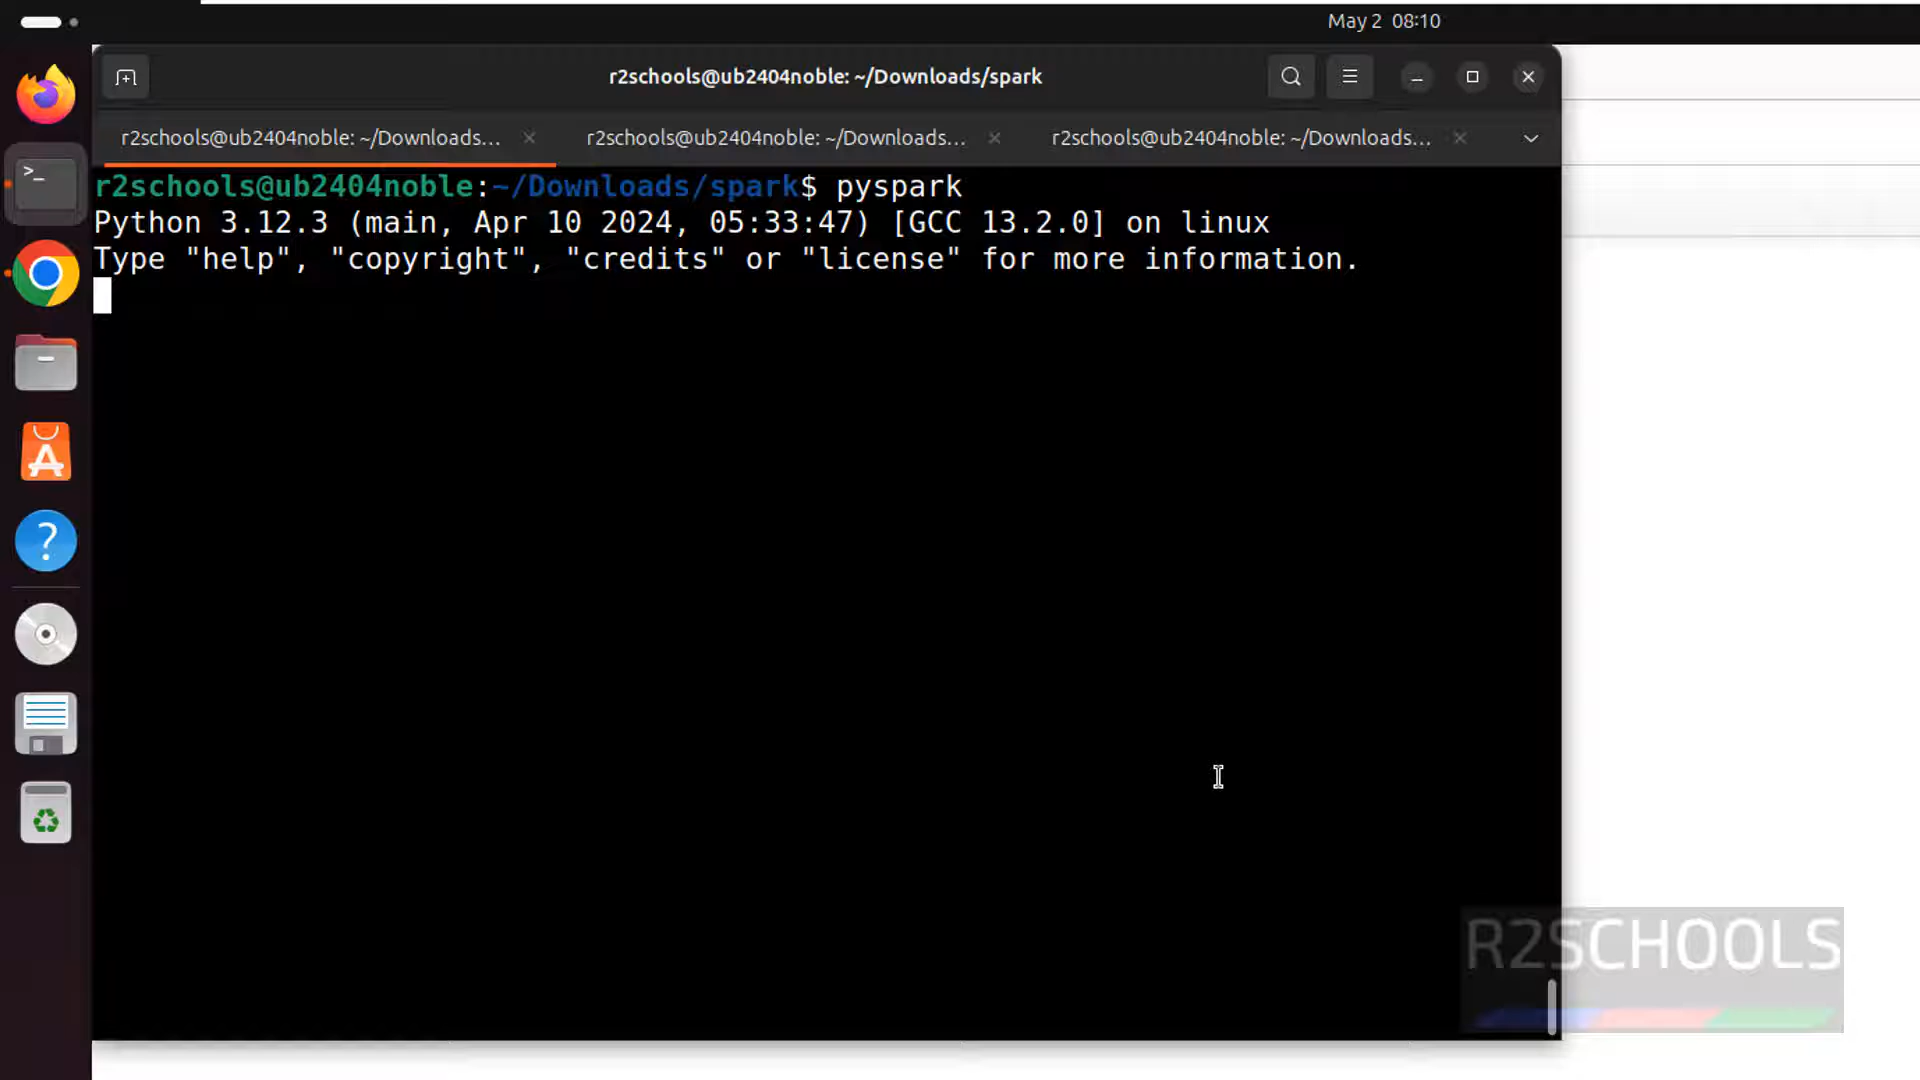 May 2 08:10
r2schools@ub2404noble: ~/Downloads/spark
r2schools@ub2404noble: ~/Downloads... r2schools@ub2404noble: ~/Downloads... r2schools@ub2404noble: ~/Downloads...
r2schools@ub2404noble:~/Downloads/spark$ pyspark
Python 3.12.3 (main, Apr 10 2024, 05:33:47) [GCC 13.2.0] on linux
Type "help", "copyright", "credits" or "license" for more information.
R2SCHOOLS